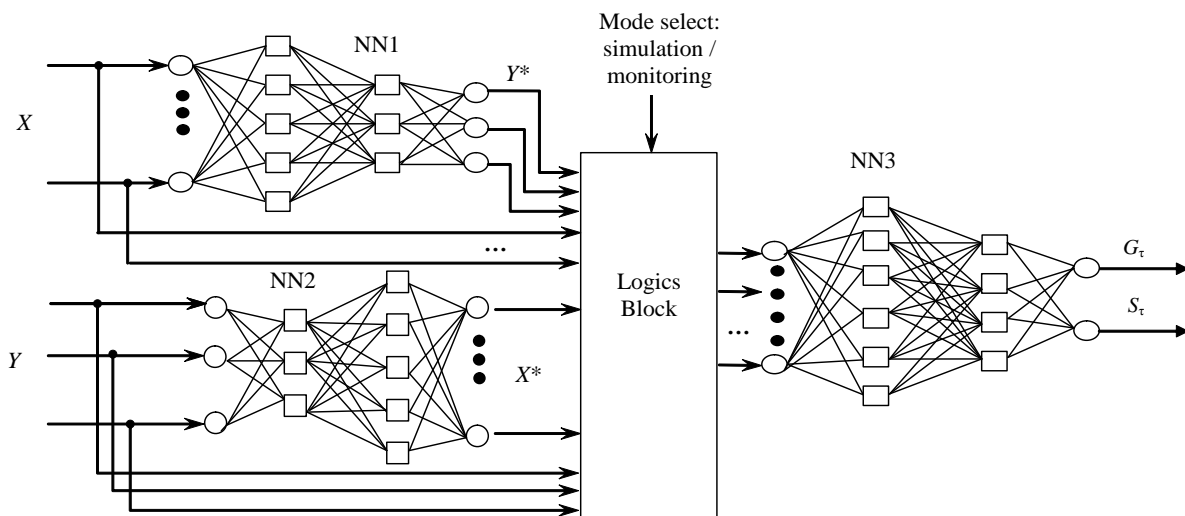 Mode select:
simulation /
monitoring
NN1
Y*
X
NN3
...
NN2
Logics
Block
Gτ
Sτ
...
Y
X*